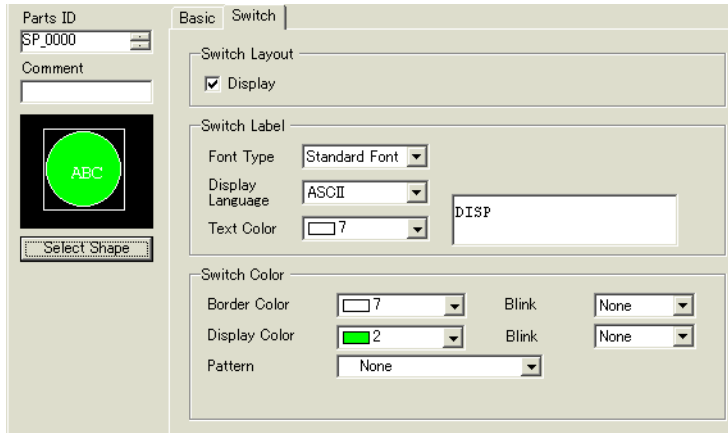 Parts ID
SP_0000
Comment
ABC
Select Shape
Basic Switch
Switch Layout
Display
Switch Label
Font Type Standard Font
Display Language ASCII
Text Color 7
DISP
Switch Color
Border Color 7 Blink None
Display Color 2 Blink None
Pattern None